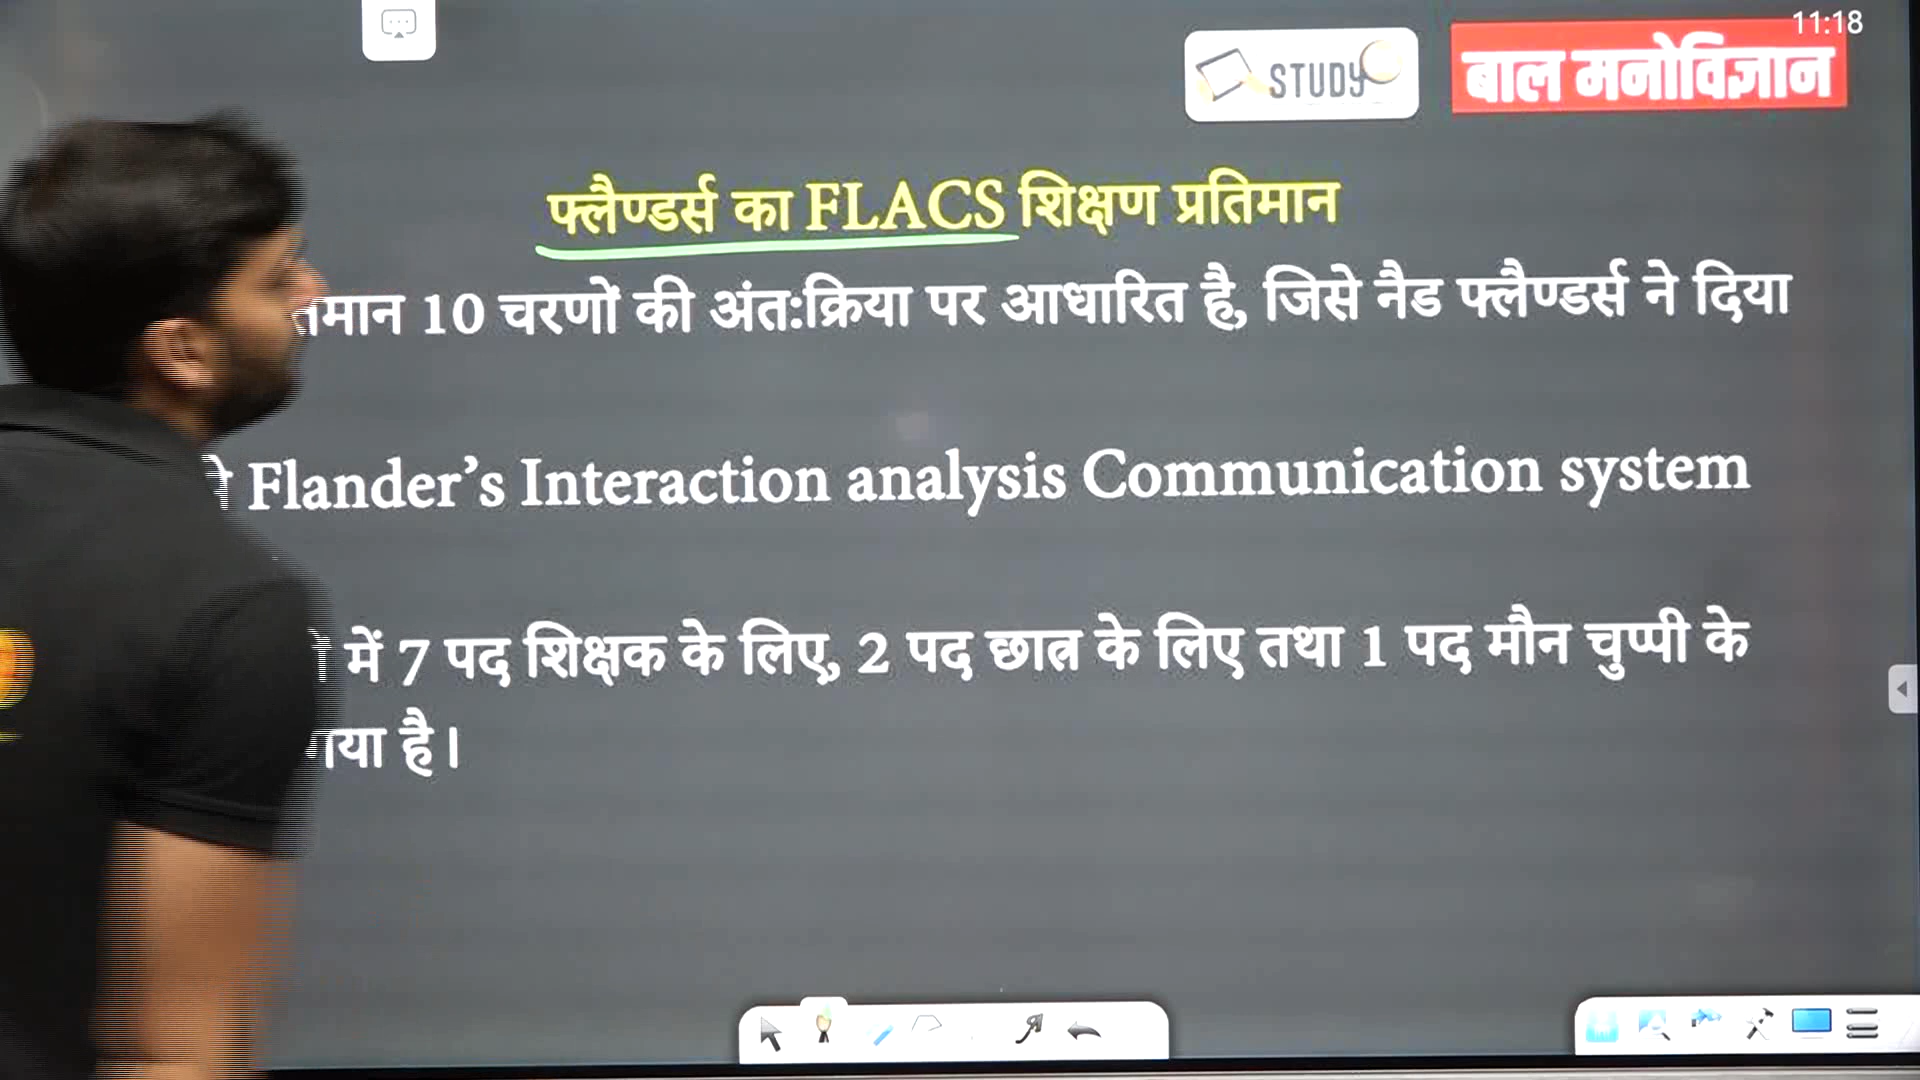 11:18
STUDY
बाल मनोविज्ञान
फ्लैण्डर्स का FLACS शिक्षण प्रतिमान
10 चरणों की अंत:क्रिया पर आधारित है, जिसे नैड फ्लैण्डर्स ने दिया
Flander's Interaction analysis Communication system
में 7 पद शिक्षक के लिए, 2 पद छात्र के लिए तथा 1 पद मौन चुप्पी के
है।